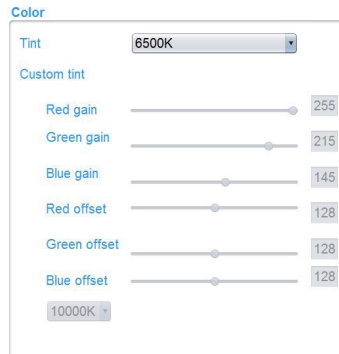 Color
Tint 6500K
Custom tint
Red gain 255
Green gain 215
Blue gain 145
Red offset 128
Green offset 128
Blue offset 128
10000K